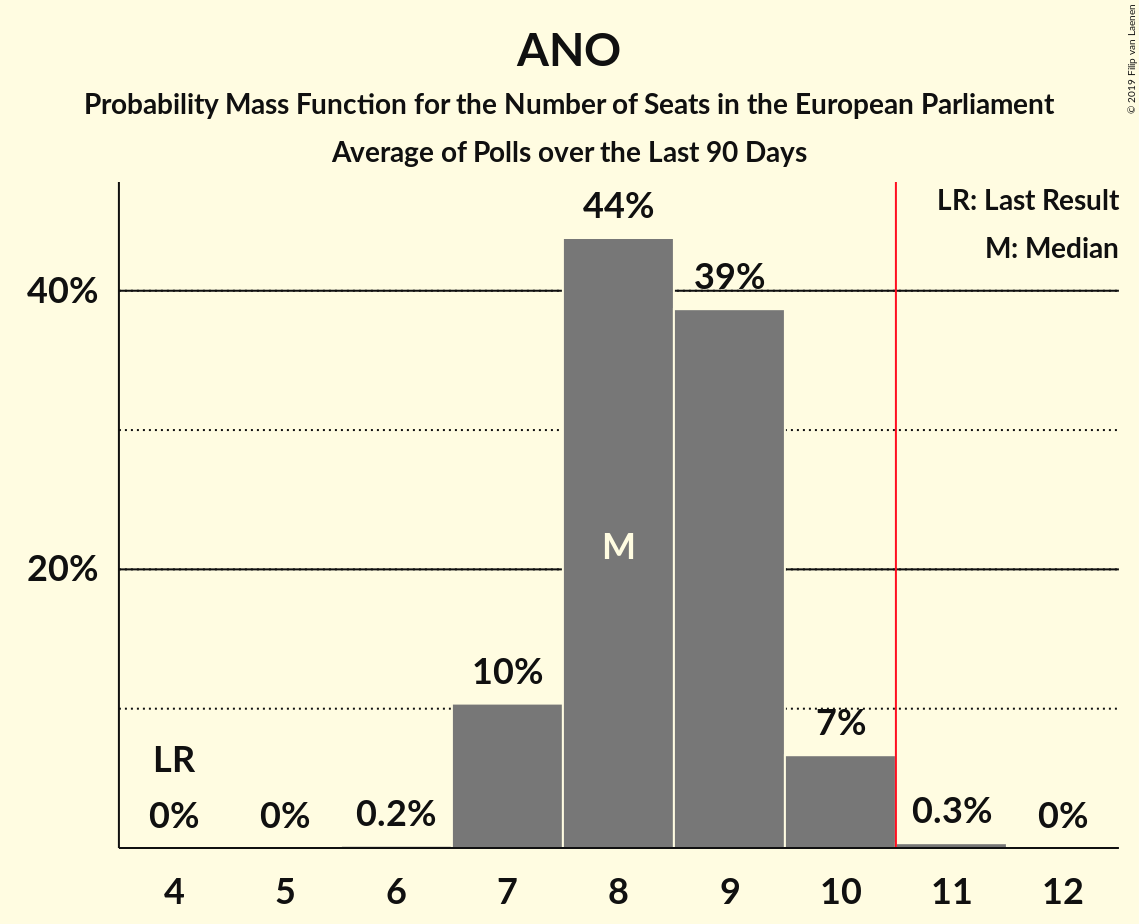 ANO
Probability Mass Function for the Number of Seats in the European Parliament
Average of Polls over the Last 90 Days
© 2019 Filip van Laenen
LR: Last Result
M: Median
44%
39%
40%
M
20%
10%
7%
LR
0% 0% 0.2% 0.3% 0%
4 5 6 7 8 9 10 11 12